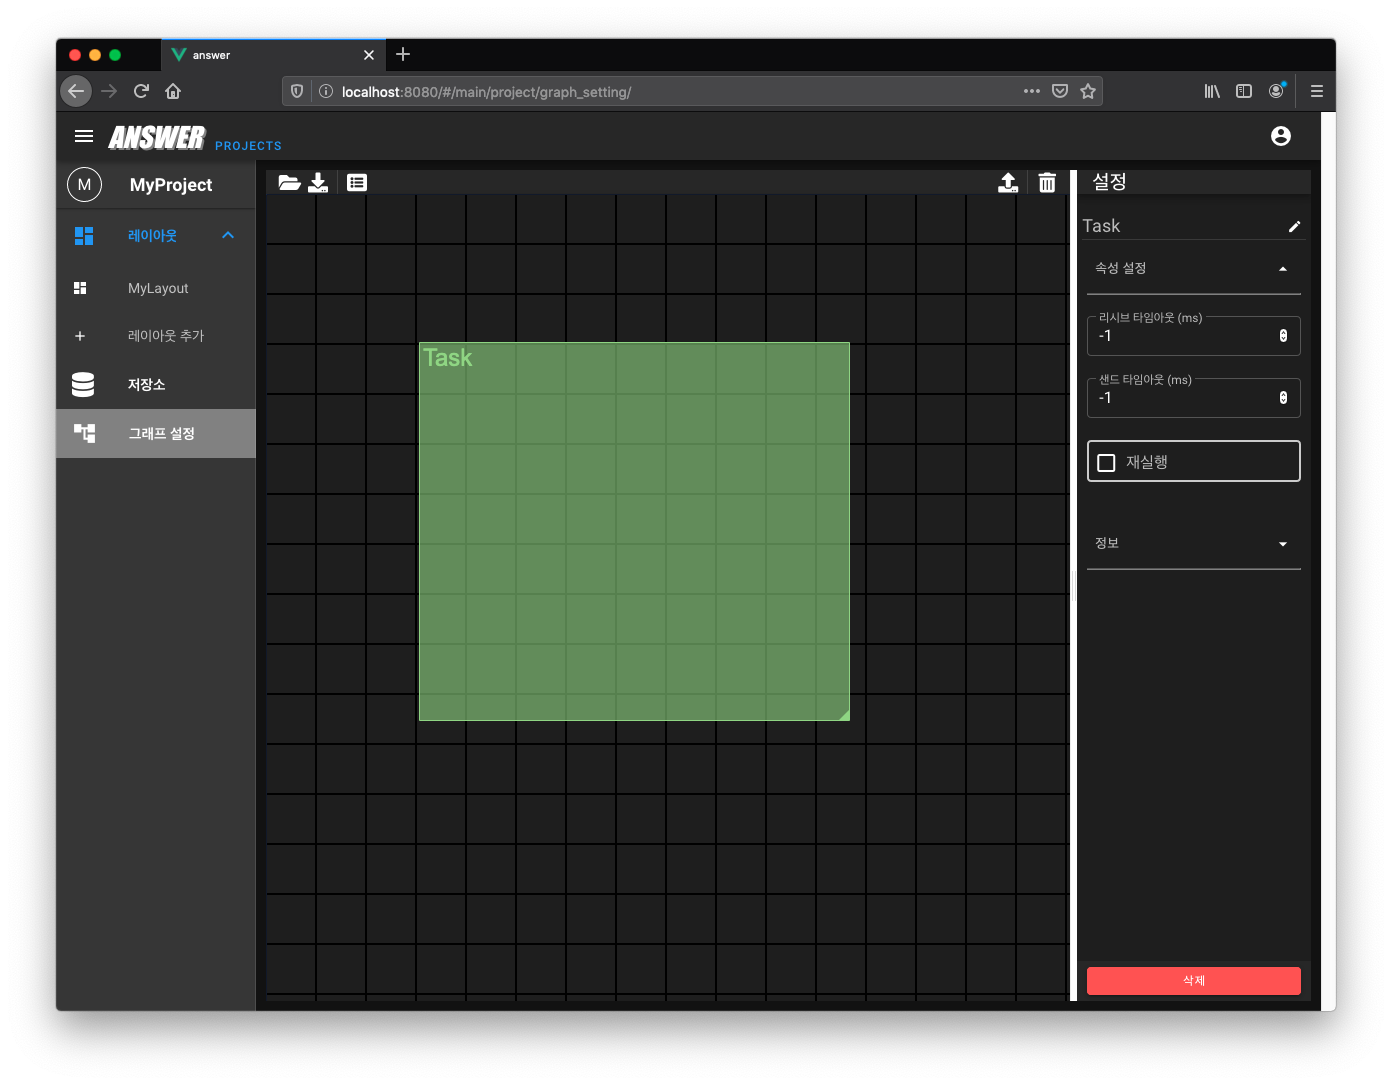 answer
localhost:8080/#/main/project/graph_setting/
ANSWER PROJECTS
M MyProject
레이아웃
MyLayout
레이아웃 추가
저장소
그래프 설정
Task
설정
Task
속성 설정
리시브 타임아웃 (ms)
-1
샌드 타임아웃 (ms)
-1
재실행
정보
삭제